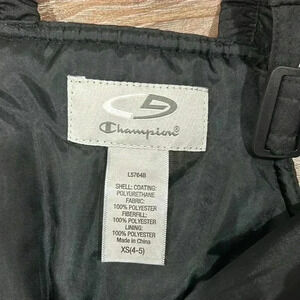 Champion®
L5764B
SHELL: COATING:
POLYURETHANE
FABRIC:
100% POLYESTER
FIBERFILL:
100% POLYESTER
LINING:
100% POLYESTER
Made in China
XS(4-5)